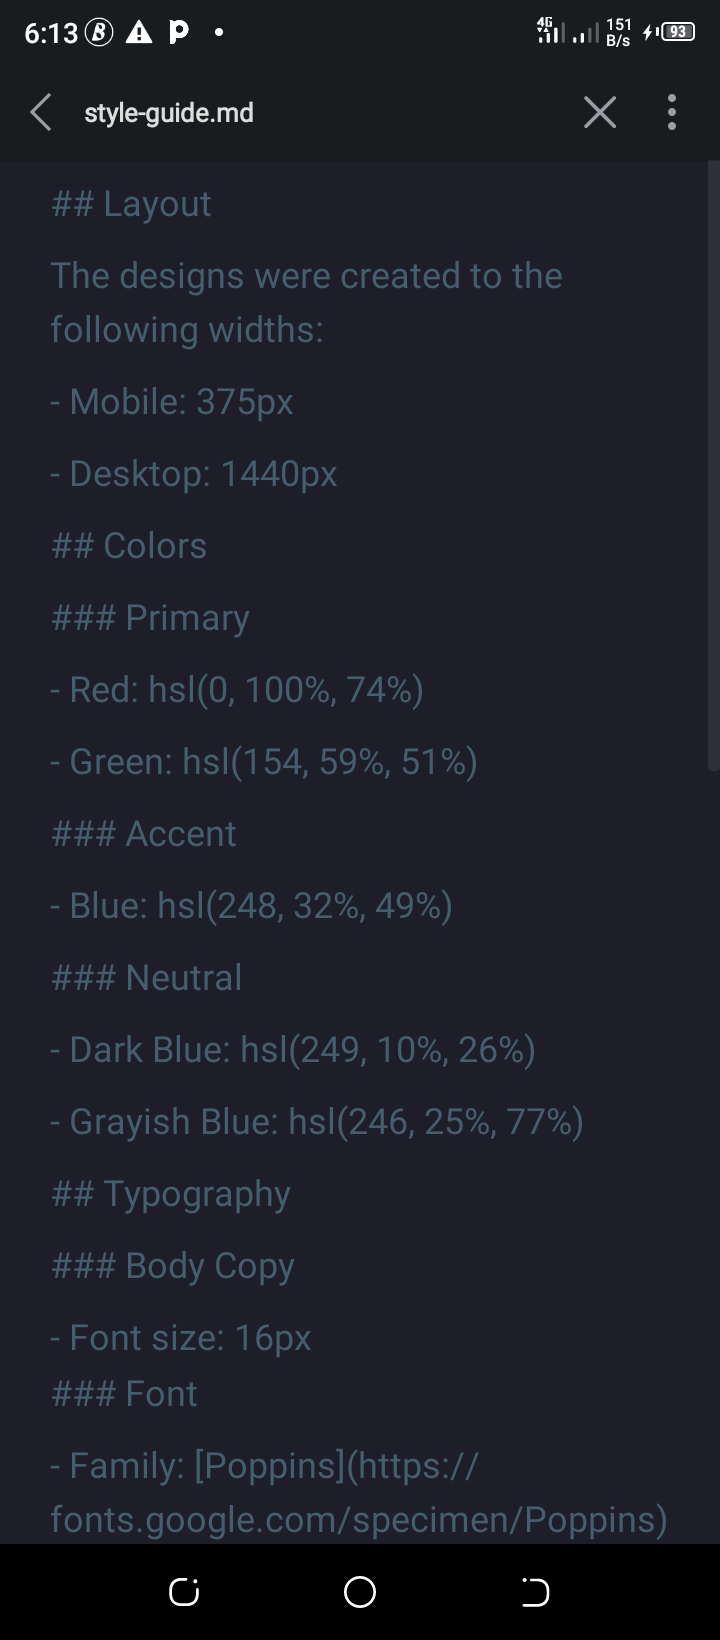 6:13
4G
151
B/s
93
style-guide.md
## Layout
The designs were created to the
following widths:
- Mobile: 375px
- Desktop: 1440px
## Colors
### Primary
- Red: hsl(0, 100%, 74%)
- Green: hsl(154, 59%, 51%)
### Accent
- Blue: hsl(248, 32%, 49%)
### Neutral
- Dark Blue: hsl(249, 10%, 26%)
- Grayish Blue: hsl(246, 25%, 77%)
## Typography
### Body Copy
- Font size: 16px
### Font
- Family: [Poppins](https://
fonts.google.com/specimen/Poppins)